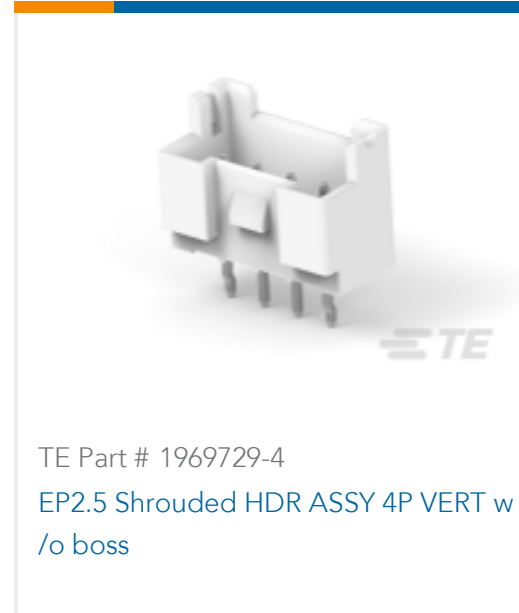 TE
TE Part # 1969729-4
EP2.5 Shrouded HDR ASSY 4P VERT w
/o boss